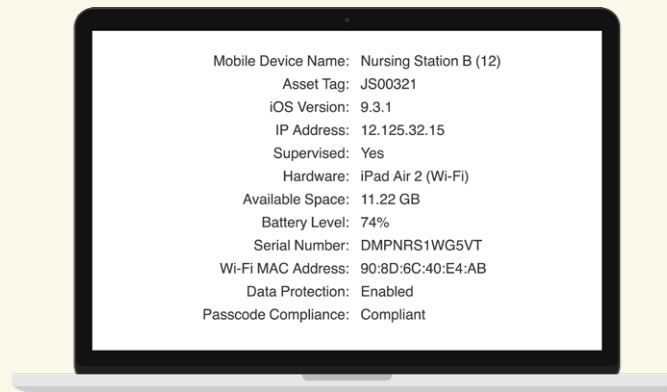 Mobile Device Name: Nursing Station B (12)
Asset Tag: JS00321
iOS Version: 9.3.1
IP Address: 12.125.32.15
Supervised: Yes
Hardware: iPad Air 2 (Wi-Fi)
Available Space: 11.22 GB
Battery Level: 74%
Serial Number: DMPNRS1WG5VT
Wi-Fi MAC Address: 90:8D:6C:40:E4:AB
Data Protection: Enabled
Passcode Compliance: Compliant